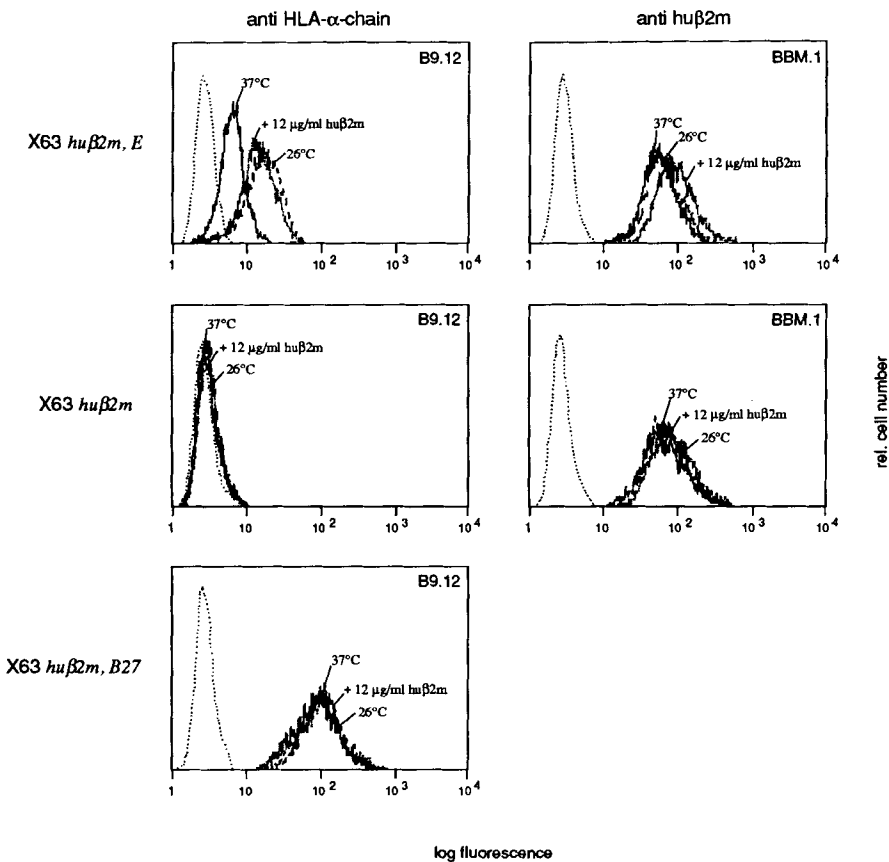 anti HLA-α-chain
anti huβ2m
X63 huβ2m, E
B9.12
37°C
+ 12 µg/ml huβ2m
26°C
1 10 10² 10³ 10⁴
BBM.1
37°C
26°C
+ 12 µg/ml huβ2m
1 10 10² 10³ 10⁴
X63 huβ2m
B9.12
37°C
+ 12 µg/ml huβ2m
26°C
1 10 10² 10³ 10⁴
BBM.1
37°C
+ 12 µg/ml huβ2m
26°C
1 10 10² 10³ 10⁴
rel. cell number
X63 huβ2m, B27
B9.12
37°C
+ 12 µg/ml huβ2m
26°C
1 10 10² 10³ 10⁴
log fluorescence